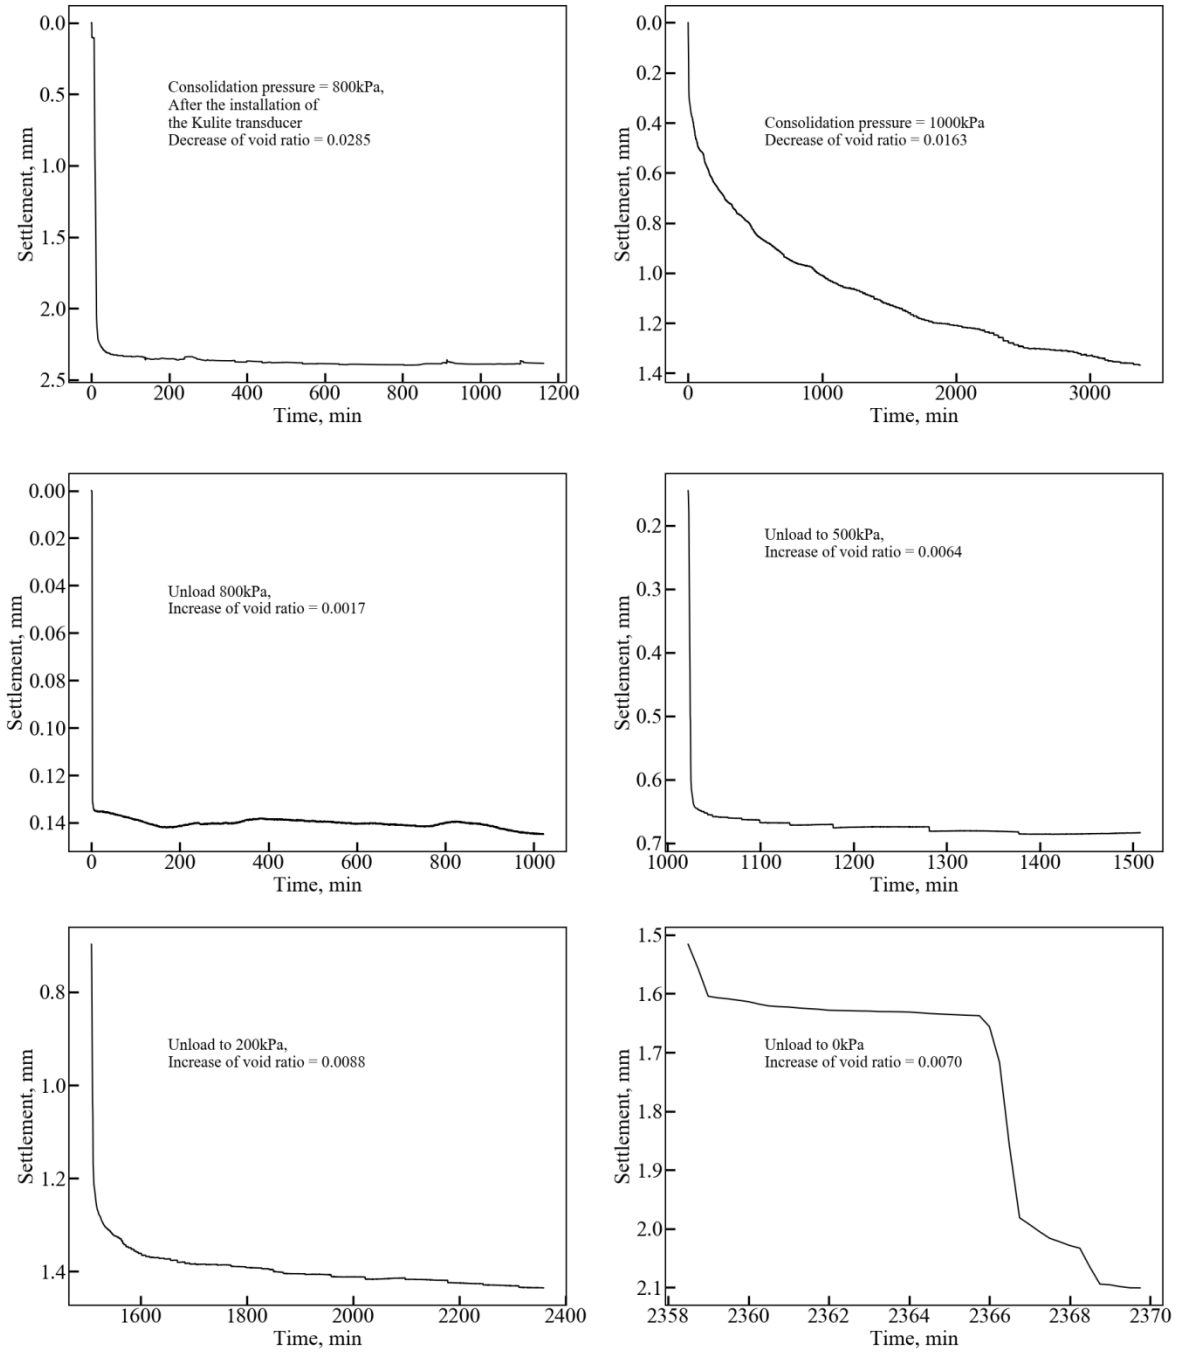 0.0
0.5
1.0
1.5
2.0
2.5
Settlement, mm
Consolidation pressure = 800kPa,
After the installation of
the Kulite transducer
Decrease of void ratio = 0.0285
0 200 400 600 800 1000 1200
Time, min
0.0
0.2
0.4
0.6
0.8
1.0
1.2
1.4
Settlement, mm
Consolidation pressure = 1000kPa
Decrease of void ratio = 0.0163
0 1000 2000 3000
Time, min
0.00
0.02
0.04
0.06
0.08
0.10
0.12
0.14
Settlement, mm
Unload 800kPa,
Increase of void ratio = 0.0017
0 200 400 600 800 1000
Time, min
0.2
0.3
0.4
0.5
0.6
0.7
Settlement, mm
Unload to 500kPa,
Increase of void ratio = 0.0064
1000 1100 1200 1300 1400 1500
Time, min
0.8
1.0
1.2
1.4
Settlement, mm
Unload to 200kPa,
Increase of void ratio = 0.0088
1600 1800 2000 2200 2400
Time, min
1.5
1.6
1.7
1.8
1.9
2.0
2.1
Settlement, mm
Unload to 0kPa
Increase of void ratio = 0.0070
2358 2360 2362 2364 2366 2368 2370
Time, min